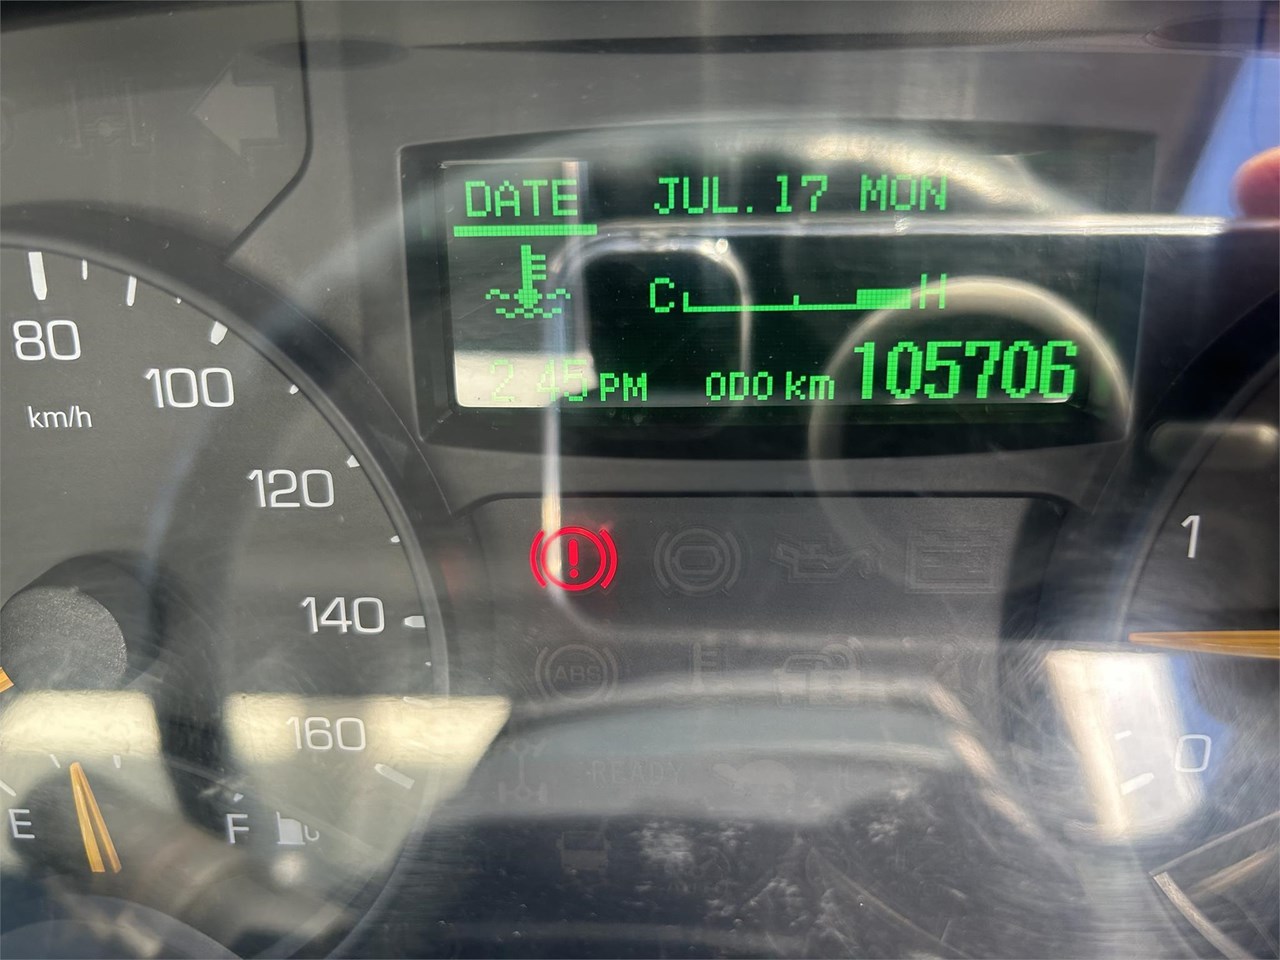 DATE JUL. 17 MON
C H
2:45 PM ODO km 105706
80
100
km/h
120
140
160
E F
1
0
ABS
READY